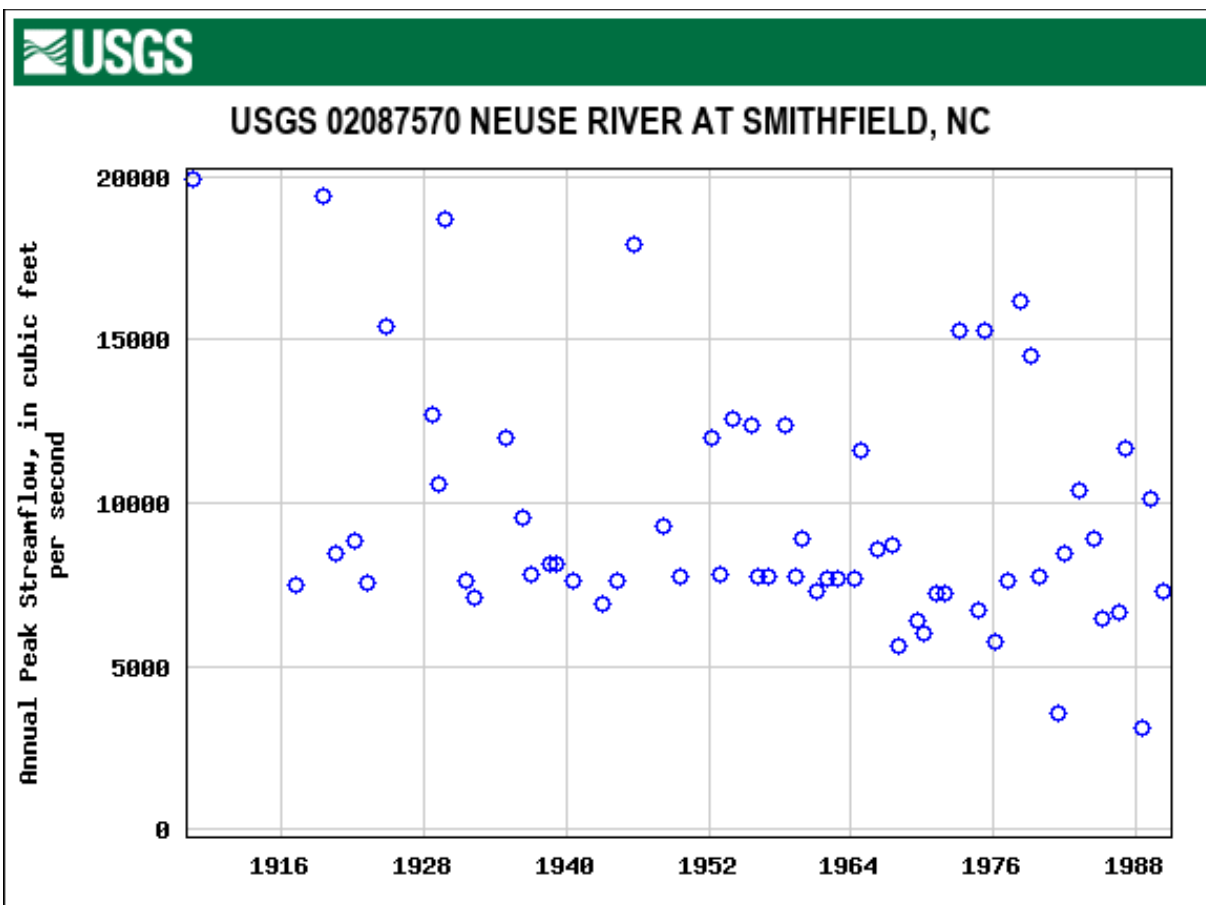 USGS
USGS 02087570 NEUSE RIVER AT SMITHFIELD, NC
Annual Peak Streamflow, in cubic feet
per second
20000
15000
10000
5000
0
1916 1928 1940 1952 1964 1976 1988